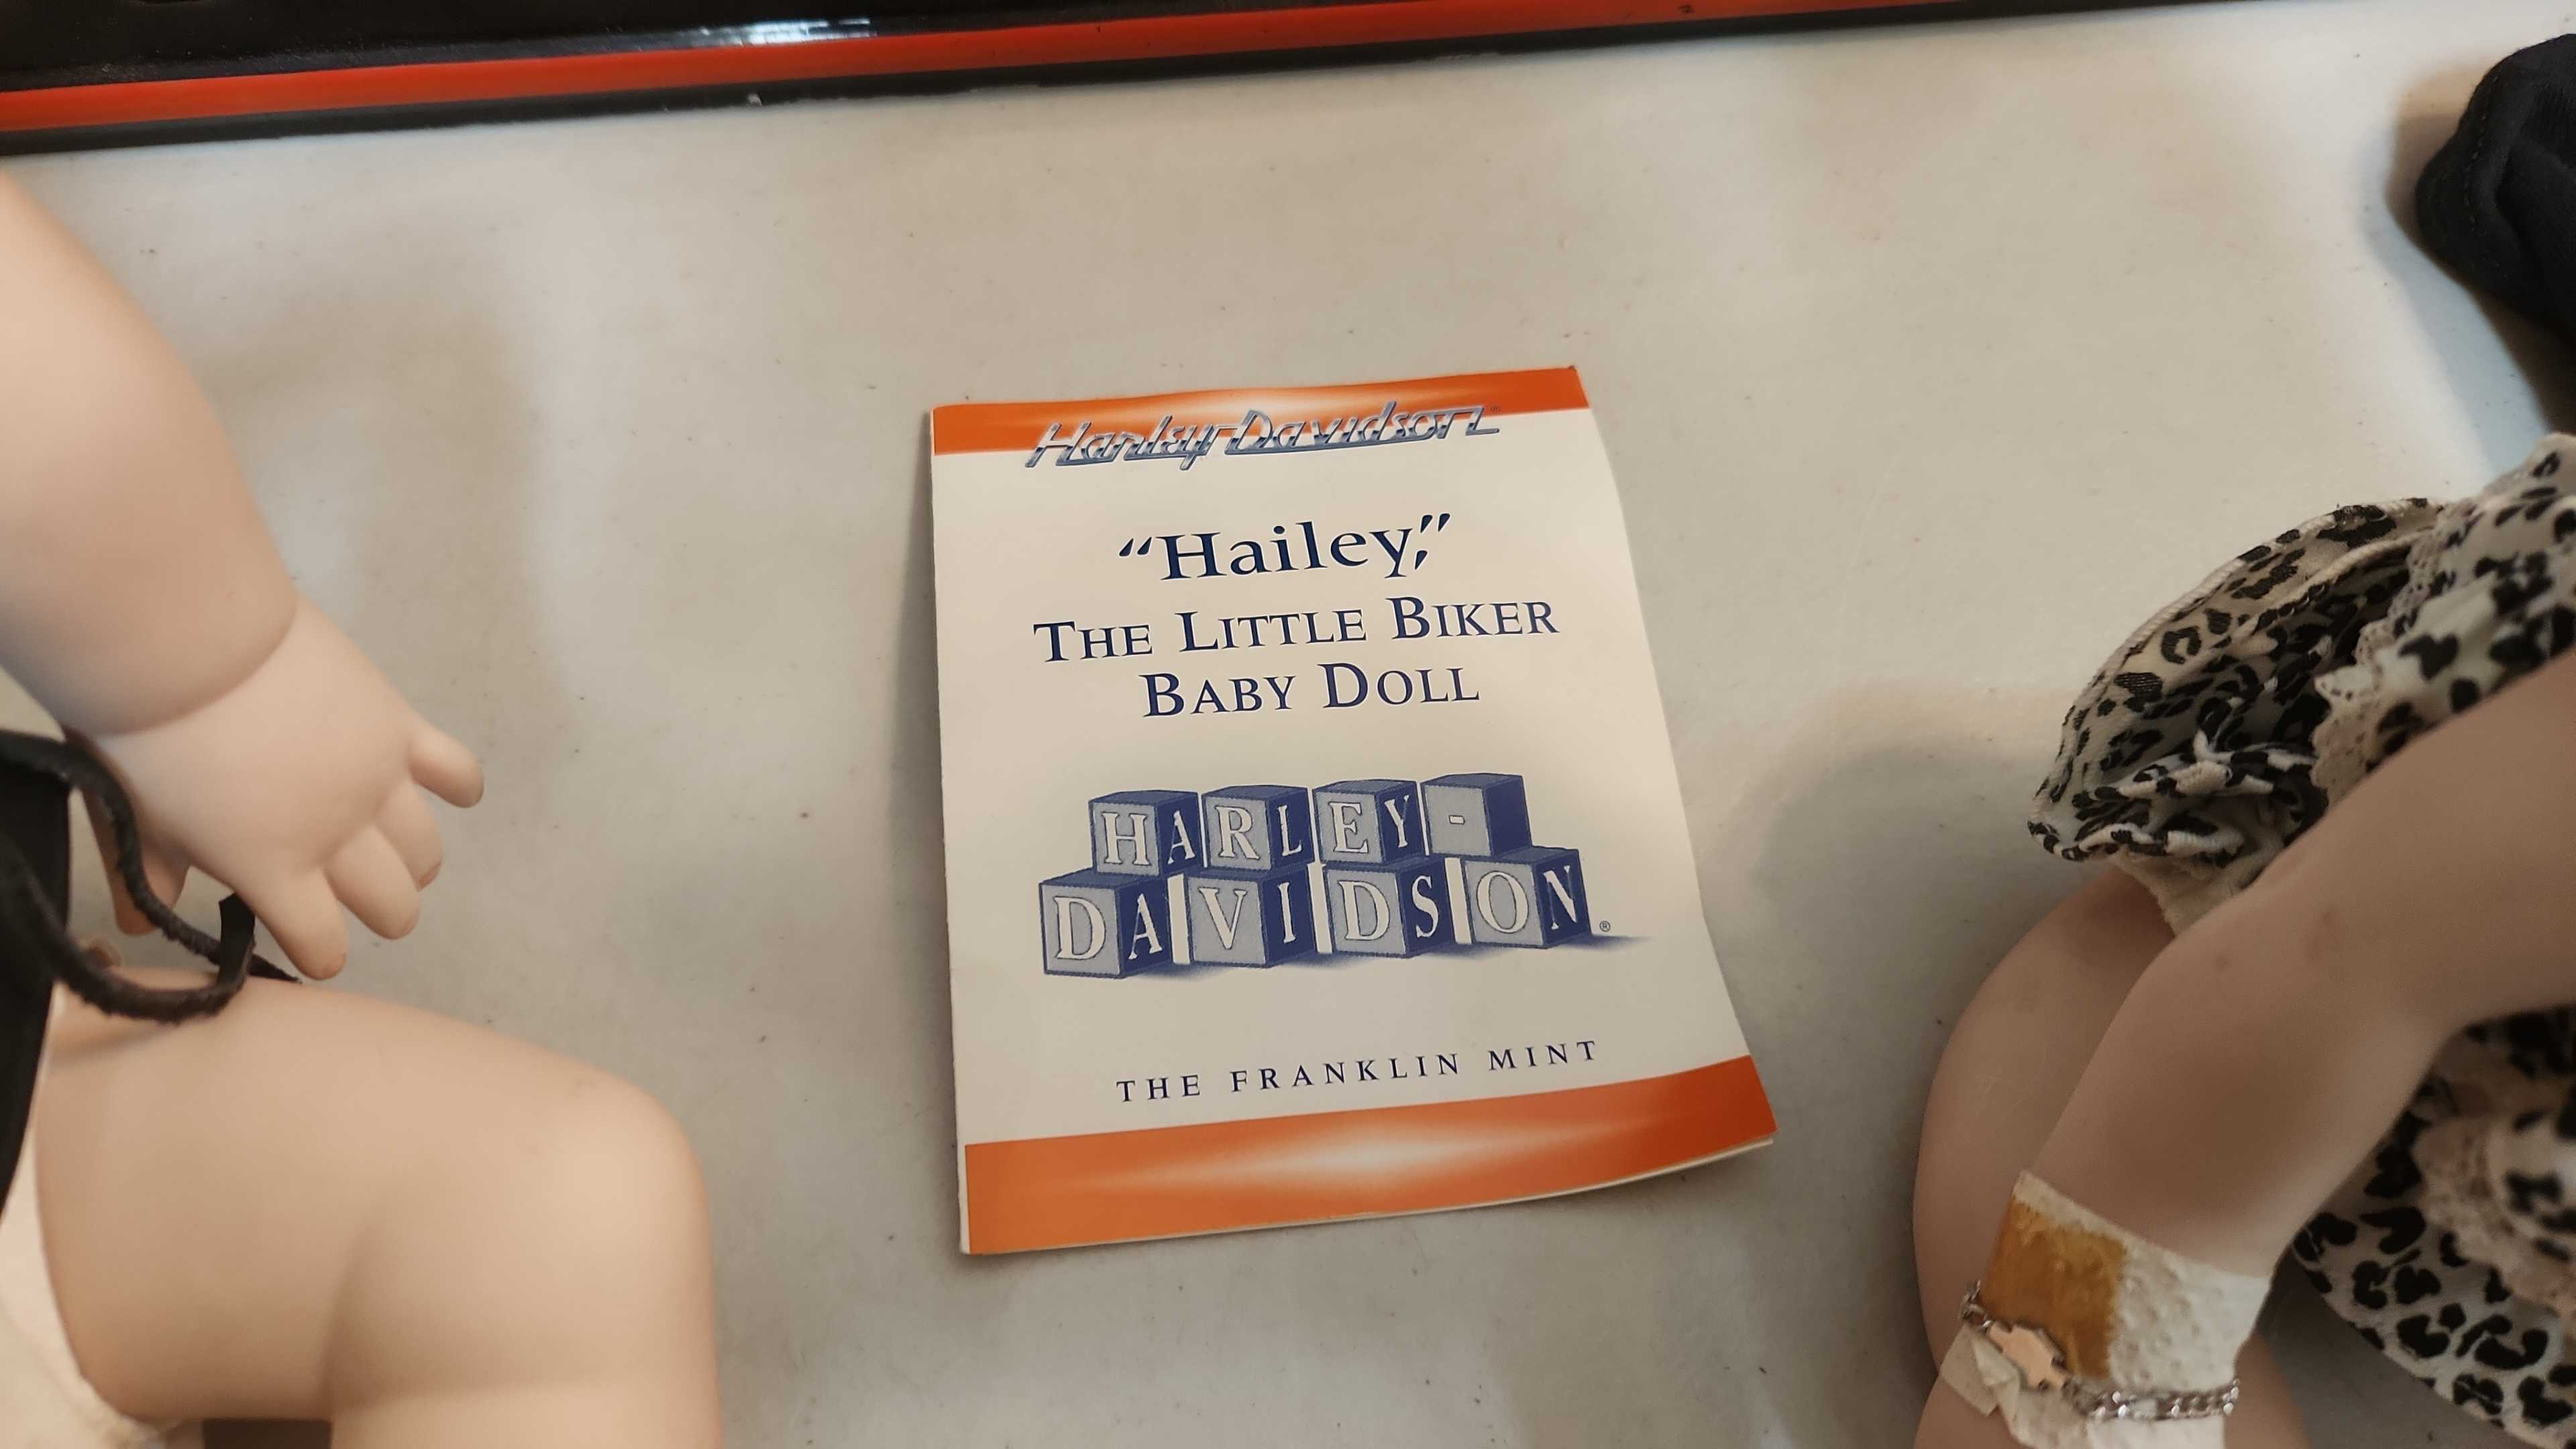 Harley-Davidson®
“Hailey,”
THE LITTLE BIKER
BABY DOLL
HARLEY-
DAVIDSON®
THE FRANKLIN MINT